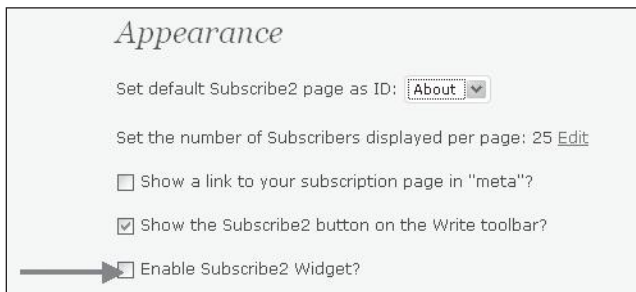 Appearance
Set default Subscribe2 page as ID: About
Set the number of Subscribers displayed per page: 25 Edit
Show a link to your subscription page in "meta"?
Show the Subscribe2 button on the Write toolbar?
Enable Subscribe2 Widget?